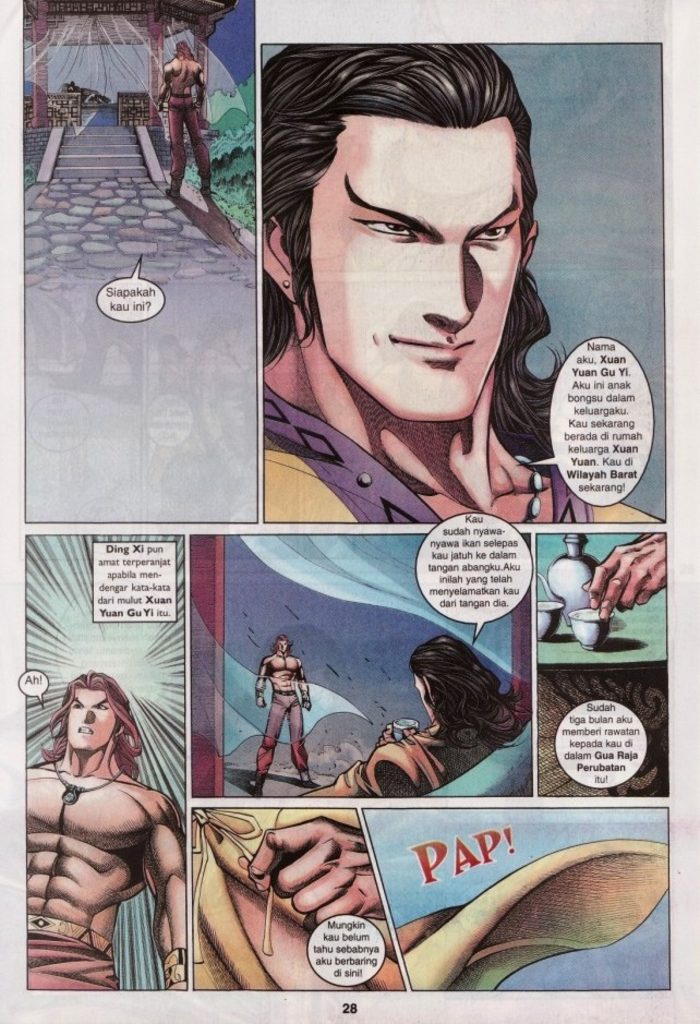 Siapakah
kau ini?
Nama
aku, Xuan
Yuan Gu Yi.
Aku ini anak
bongsu dalam
keluargaku.
Kau sekarang
berada di rumah
keluarga Xuan
Yuan. Kau di
Wilayah Barat
sekarang!
Ding Xi pun
amat terperanjat
apabila men-
dengar kata-kata
dari mulut Xuan
Yuan Gu Yi itu.
Ah!
Kau
sudah nyawa-
nyawa ikan selepas
kau jatuh ke dalam
tangan abangku.Aku
inilah yang telah
menyelamatkan kau
dari tangan dia.
Sudah
tiga bulan aku
memberi rawatan
kepada kau di
dalam Gua Raja
Perubatan
itu!
Mungkin
kau belum
tahu sebabnya
aku berbaring
di sini!
PAP!
28